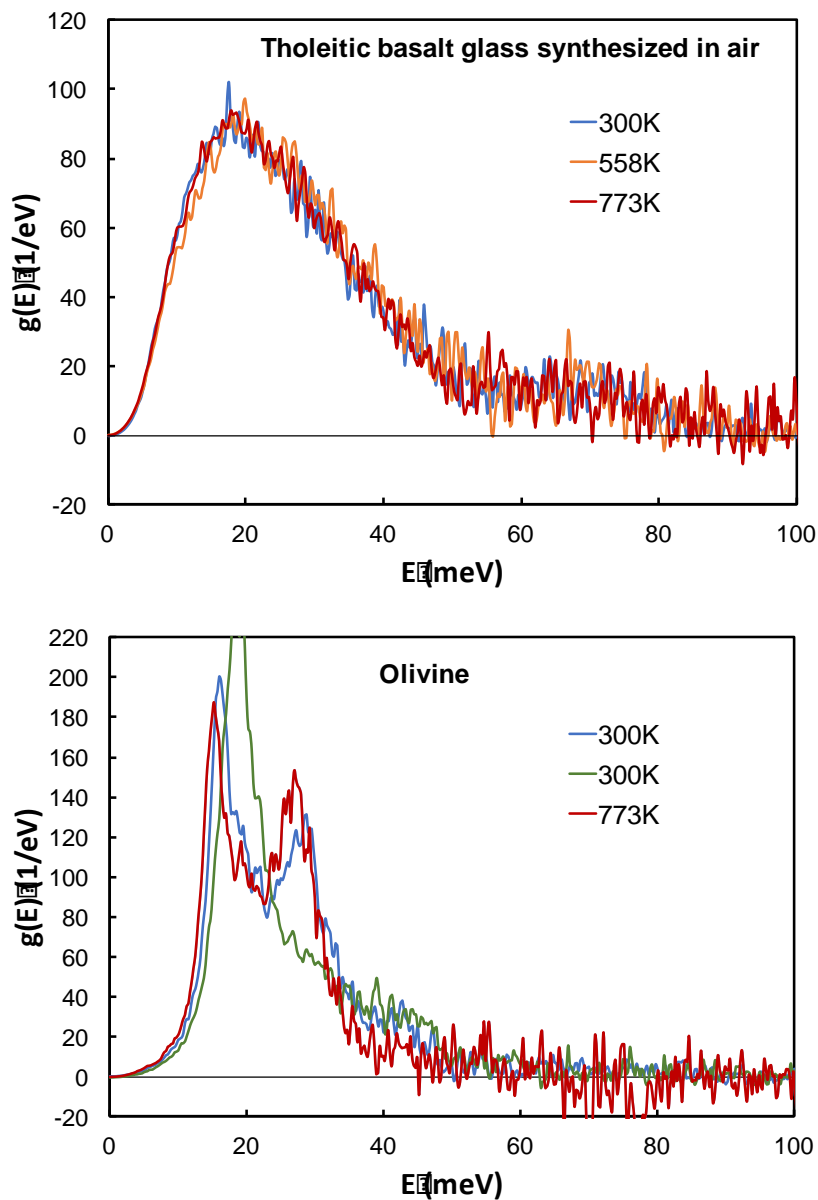 120
Tholeitic basalt glass synthesized in air
100
300K
558K
773K
80
60
40
20
0
-20
g(E) (1/eV)
0 20 40 60 80 100
E (meV)
220
Olivine
200
300K
300K
773K
180
160
140
120
100
80
60
40
20
0
-20
g(E) (1/eV)
0 20 40 60 80 100
E (meV)